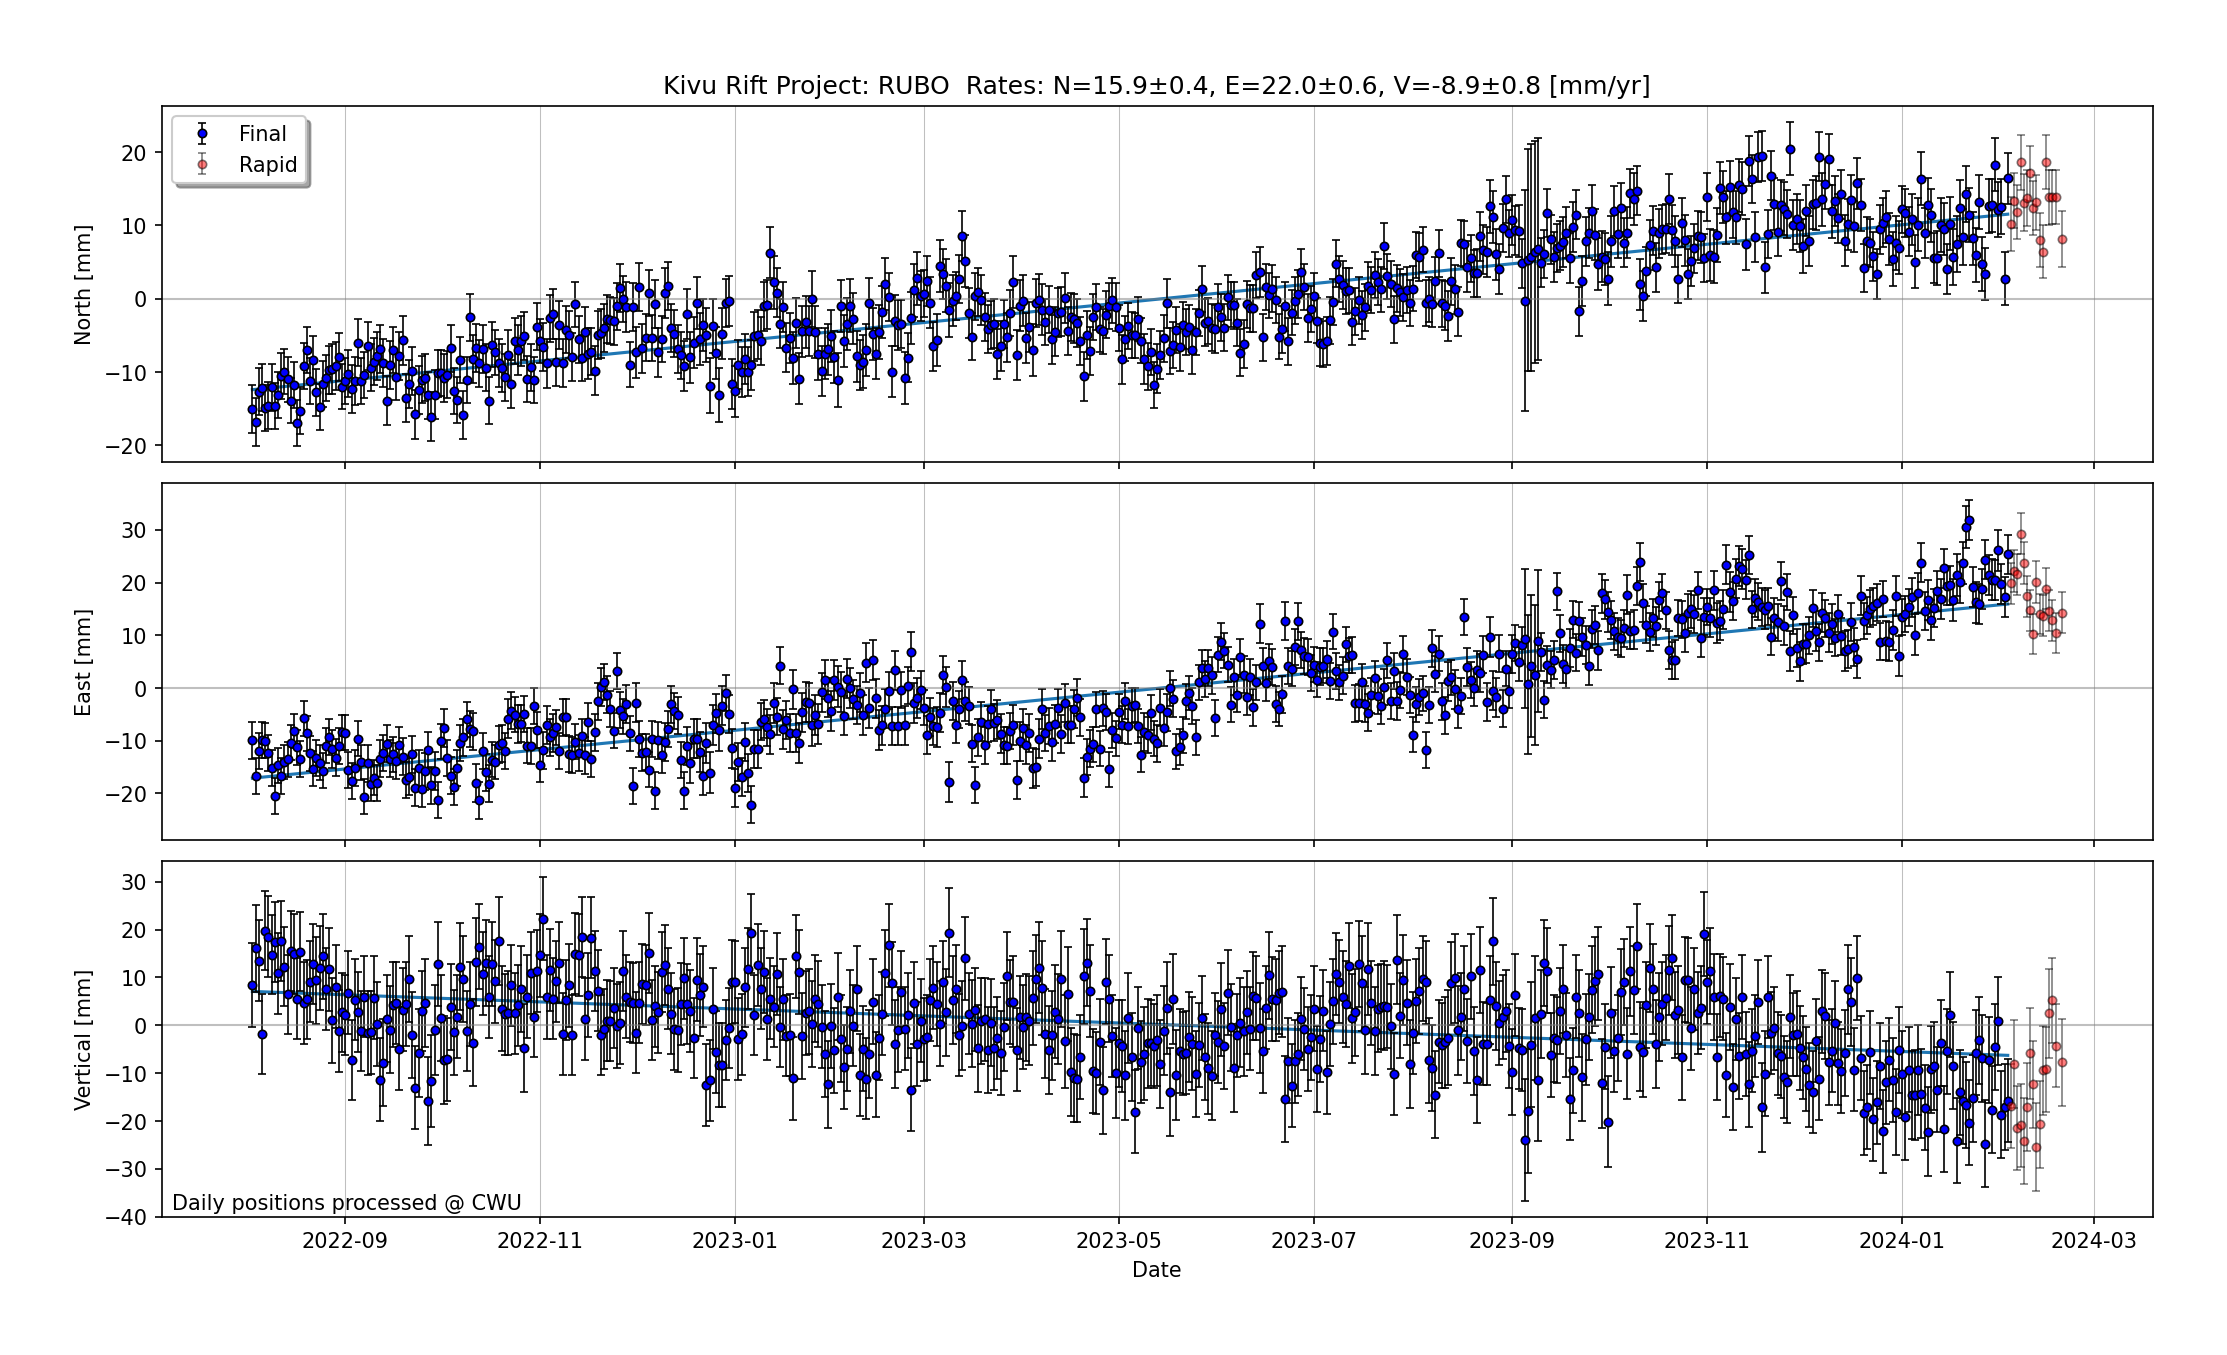 Kivu Rift Project: RUBO  Rates: N=15.9±0.4, E=22.0±0.6, V=-8.9±0.8 [mm/yr]
Final
Rapid
North [mm]
20
10
0
−10
−20
East [mm]
30
20
10
0
−10
−20
Vertical [mm]
30
20
10
0
−10
−20
−30
−40
Daily positions processed @ CWU
2022-09 2022-11 2023-01 2023-03 2023-05 2023-07 2023-09 2023-11 2024-01 2024-03
Date